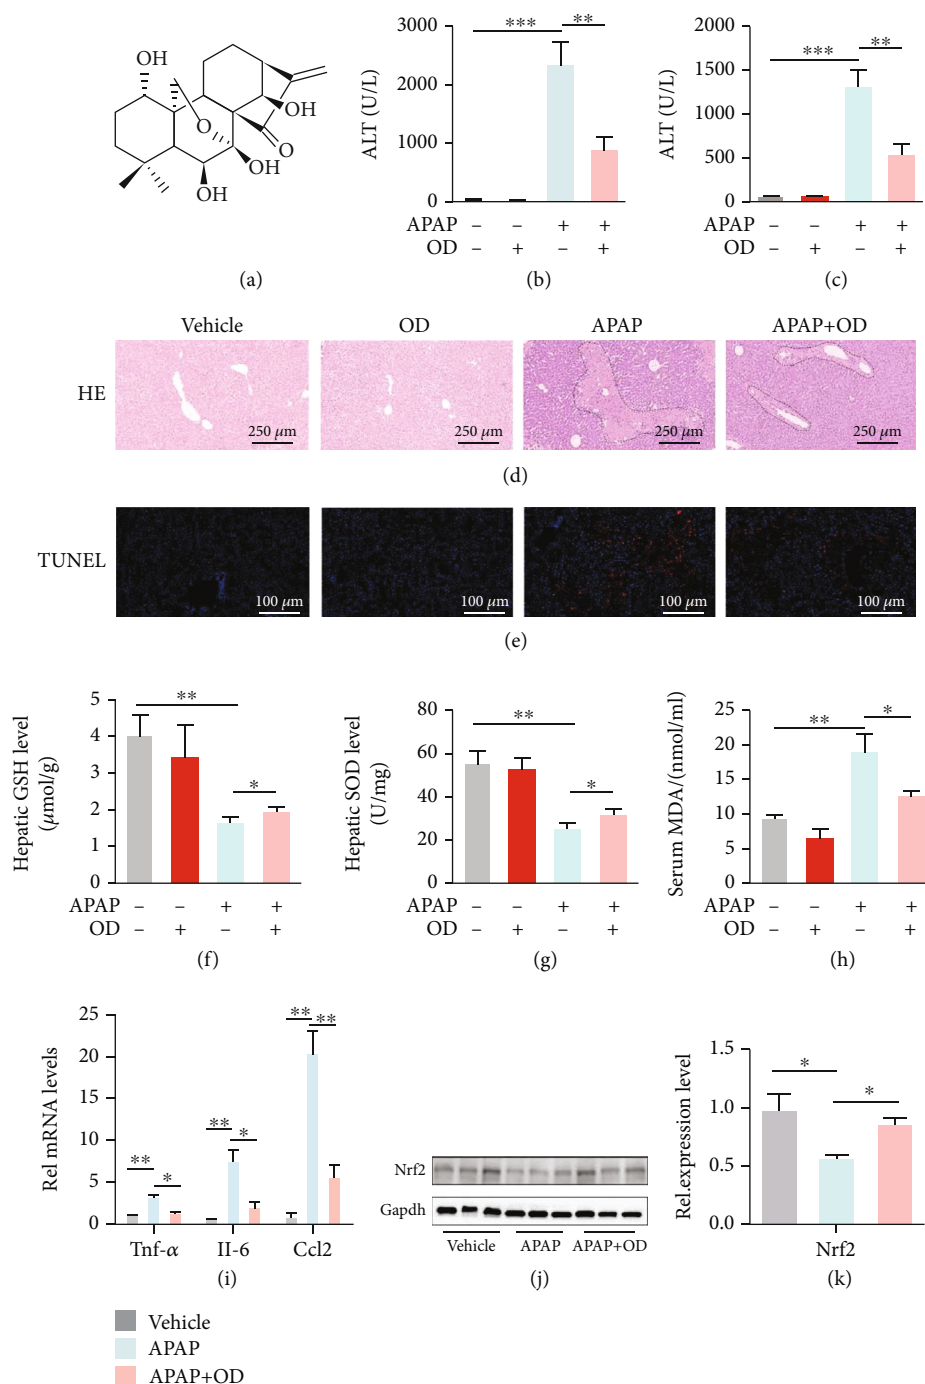 OH
O
OH
O
OH
OH
(a)
ALT (U/L)
3000
2000
1000
0
***
**
APAP – – + +
OD – + – +
(b)
ALT (U/L)
2000
1500
1000
500
0
***
**
APAP – – + +
OD – + – +
(c)
Vehicle OD APAP APAP+OD
HE
250 μm 250 μm 250 μm 250 μm
(d)
TUNEL
100 μm 100 μm 100 μm 100 μm
(e)
Hepatic GSH level
(μmol/g)
5
4
3
2
1
0
**
*
APAP – – + +
OD – + – +
(f)
Hepatic SOD level
(U/mg)
80
60
40
20
0
**
*
APAP – – + +
OD – + – +
(g)
Serum MDA/(nmol/ml)
25
20
15
10
5
0
**
*
APAP – – + +
OD – + – +
(h)
Rel mRNA levels
25
20
15
10
5
0
**
*
**
*
**
**
Tnf-α II-6 Ccl2
(i)
Nrf2
Gapdh
Vehicle APAP APAP+OD
(j)
Rel.expression level
1.5
1.0
0.5
0.0
*
*
Nrf2
(k)
Vehicle
APAP
APAP+OD